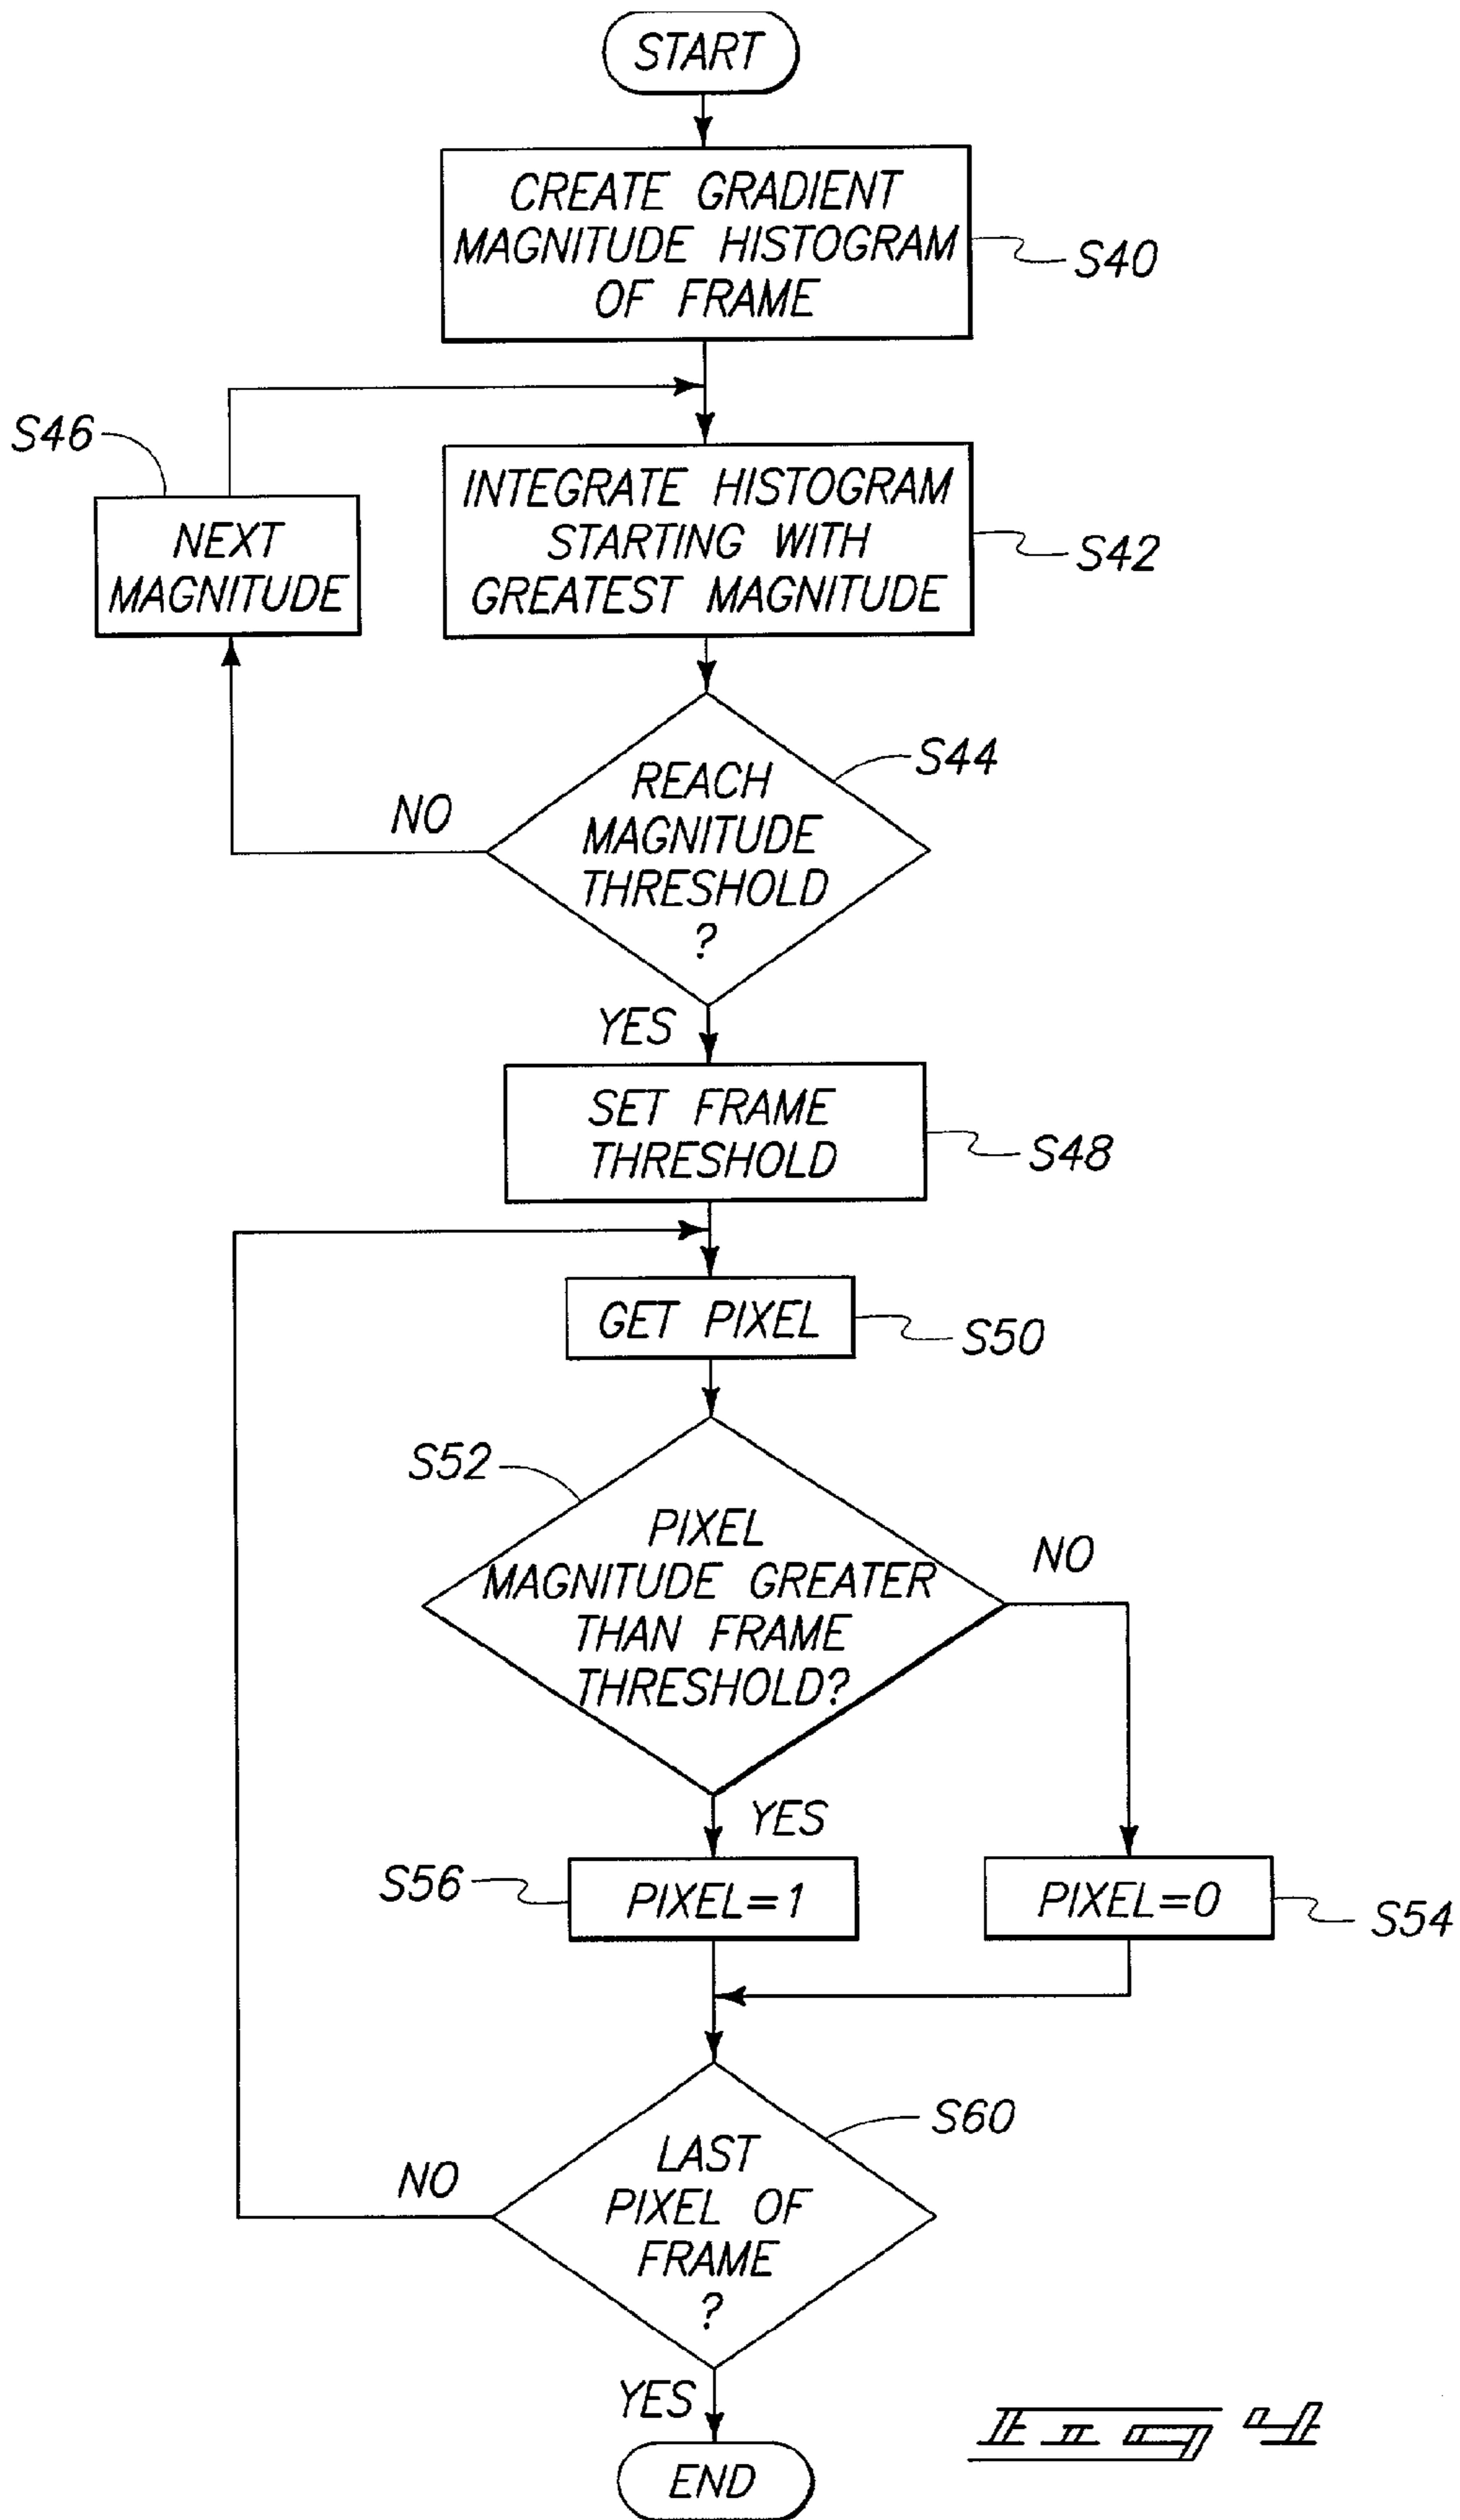 START
CREATE GRADIENT
MAGNITUDE HISTOGRAM
OF FRAME
S40
S46
NEXT
MAGNITUDE
INTEGRATE HISTOGRAM
STARTING WITH
GREATEST MAGNITUDE
S42
REACH
MAGNITUDE
THRESHOLD
?
S44
NO
YES
SET FRAME
THRESHOLD
S48
GET PIXEL
S50
S52
PIXEL
MAGNITUDE GREATER
THAN FRAME
THRESHOLD?
NO
YES
S56
PIXEL=1
PIXEL=0
S54
S60
LAST
PIXEL OF
FRAME
?
NO
YES
END
Fig 4